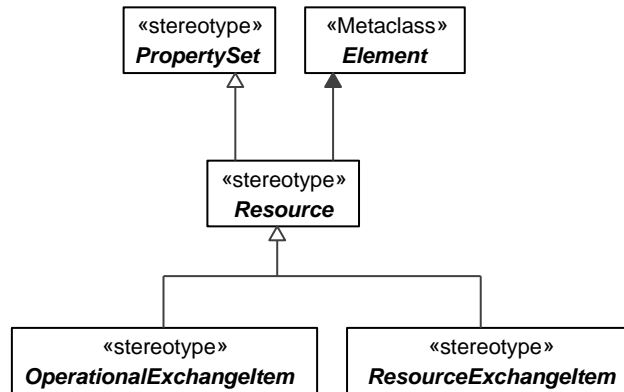 «stereotype»
PropertySet
«Metaclass»
Element
«stereotype»
Resource
«stereotype»
OperationalExchangeItem
«stereotype»
ResourceExchangeItem